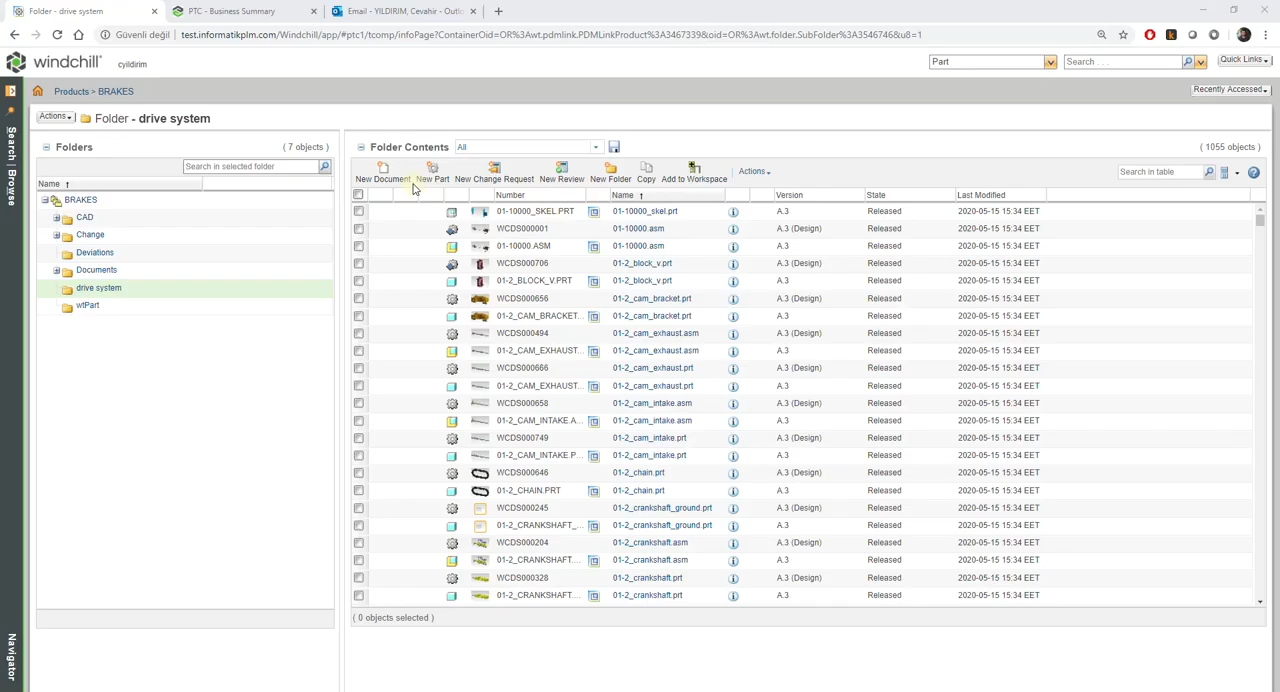 Folder - drive system
PTC - Business Summary
Email - YILDIRIM, Cevahir - Outlo
Güvenli değil
test.informatikplm.com/Windchill/app/#ptc1/tcomp/infoPage?ContainerOid=OR%3Awt.pdmlink.PDMLinkProduct%3A3467339&oid=OR%3Awt.folder.SubFolder%3A3546746&u8=1
windchill
cyildirim
Part
Search . . .
Quick Links
Products > BRAKES
Recently Accessed
Actions
Folder - drive system
Search | Browse
Navigator
Folders
( 7 objects )
Search in selected folder
Name
BRAKES
CAD
Change
Deviations
Documents
drive system
wtPart
Folder Contents
All
( 1055 objects )
New Document
New Part
New Change Request
New Review
New Folder
Copy
Add to Workspace
Actions
Search in table
Number Name Version State Last Modified
01-10000_SKEL.PRT 01-10000_skel.prt A.3 Released 2020-05-15 15:34 EET
WCDS000001 01-10000.asm A.3 (Design) Released 2020-05-15 15:34 EET
01-10000.ASM 01-10000.asm A.3 Released 2020-05-15 15:34 EET
WCDS000706 01-2_block_v.prt A.3 (Design) Released 2020-05-15 15:34 EET
01-2_BLOCK_V.PRT 01-2_block_v.prt A.3 Released 2020-05-15 15:34 EET
WCDS000656 01-2_cam_bracket.prt A.3 (Design) Released 2020-05-15 15:34 EET
01-2_CAM_BRACKET... 01-2_cam_bracket.prt A.3 Released 2020-05-15 15:34 EET
WCDS000494 01-2_cam_exhaust.asm A.3 (Design) Released 2020-05-15 15:34 EET
01-2_CAM_EXHAUST... 01-2_cam_exhaust.asm A.3 Released 2020-05-15 15:34 EET
WCDS000666 01-2_cam_exhaust.prt A.3 (Design) Released 2020-05-15 15:34 EET
01-2_CAM_EXHAUST... 01-2_cam_exhaust.prt A.3 Released 2020-05-15 15:34 EET
WCDS000658 01-2_cam_intake.asm A.3 (Design) Released 2020-05-15 15:34 EET
01-2_CAM_INTAKE.A... 01-2_cam_intake.asm A.3 Released 2020-05-15 15:34 EET
WCDS000749 01-2_cam_intake.prt A.3 (Design) Released 2020-05-15 15:34 EET
01-2_CAM_INTAKE.P... 01-2_cam_intake.prt A.3 Released 2020-05-15 15:34 EET
WCDS000646 01-2_chain.prt A.3 (Design) Released 2020-05-15 15:34 EET
01-2_CHAIN.PRT 01-2_chain.prt A.3 Released 2020-05-15 15:34 EET
WCDS000245 01-2_crankshaft_ground.prt A.3 (Design) Released 2020-05-15 15:34 EET
01-2_CRANKSHAFT_... 01-2_crankshaft_ground.prt A.3 Released 2020-05-15 15:34 EET
WCDS000204 01-2_crankshaft.asm A.3 (Design) Released 2020-05-15 15:34 EET
01-2_CRANKSHAFT.... 01-2_crankshaft.asm A.3 Released 2020-05-15 15:34 EET
WCDS000328 01-2_crankshaft.prt A.3 (Design) Released 2020-05-15 15:34 EET
01-2_CRANKSHAFT.... 01-2_crankshaft.prt A.3 Released 2020-05-15 15:34 EET
( 0 objects selected )